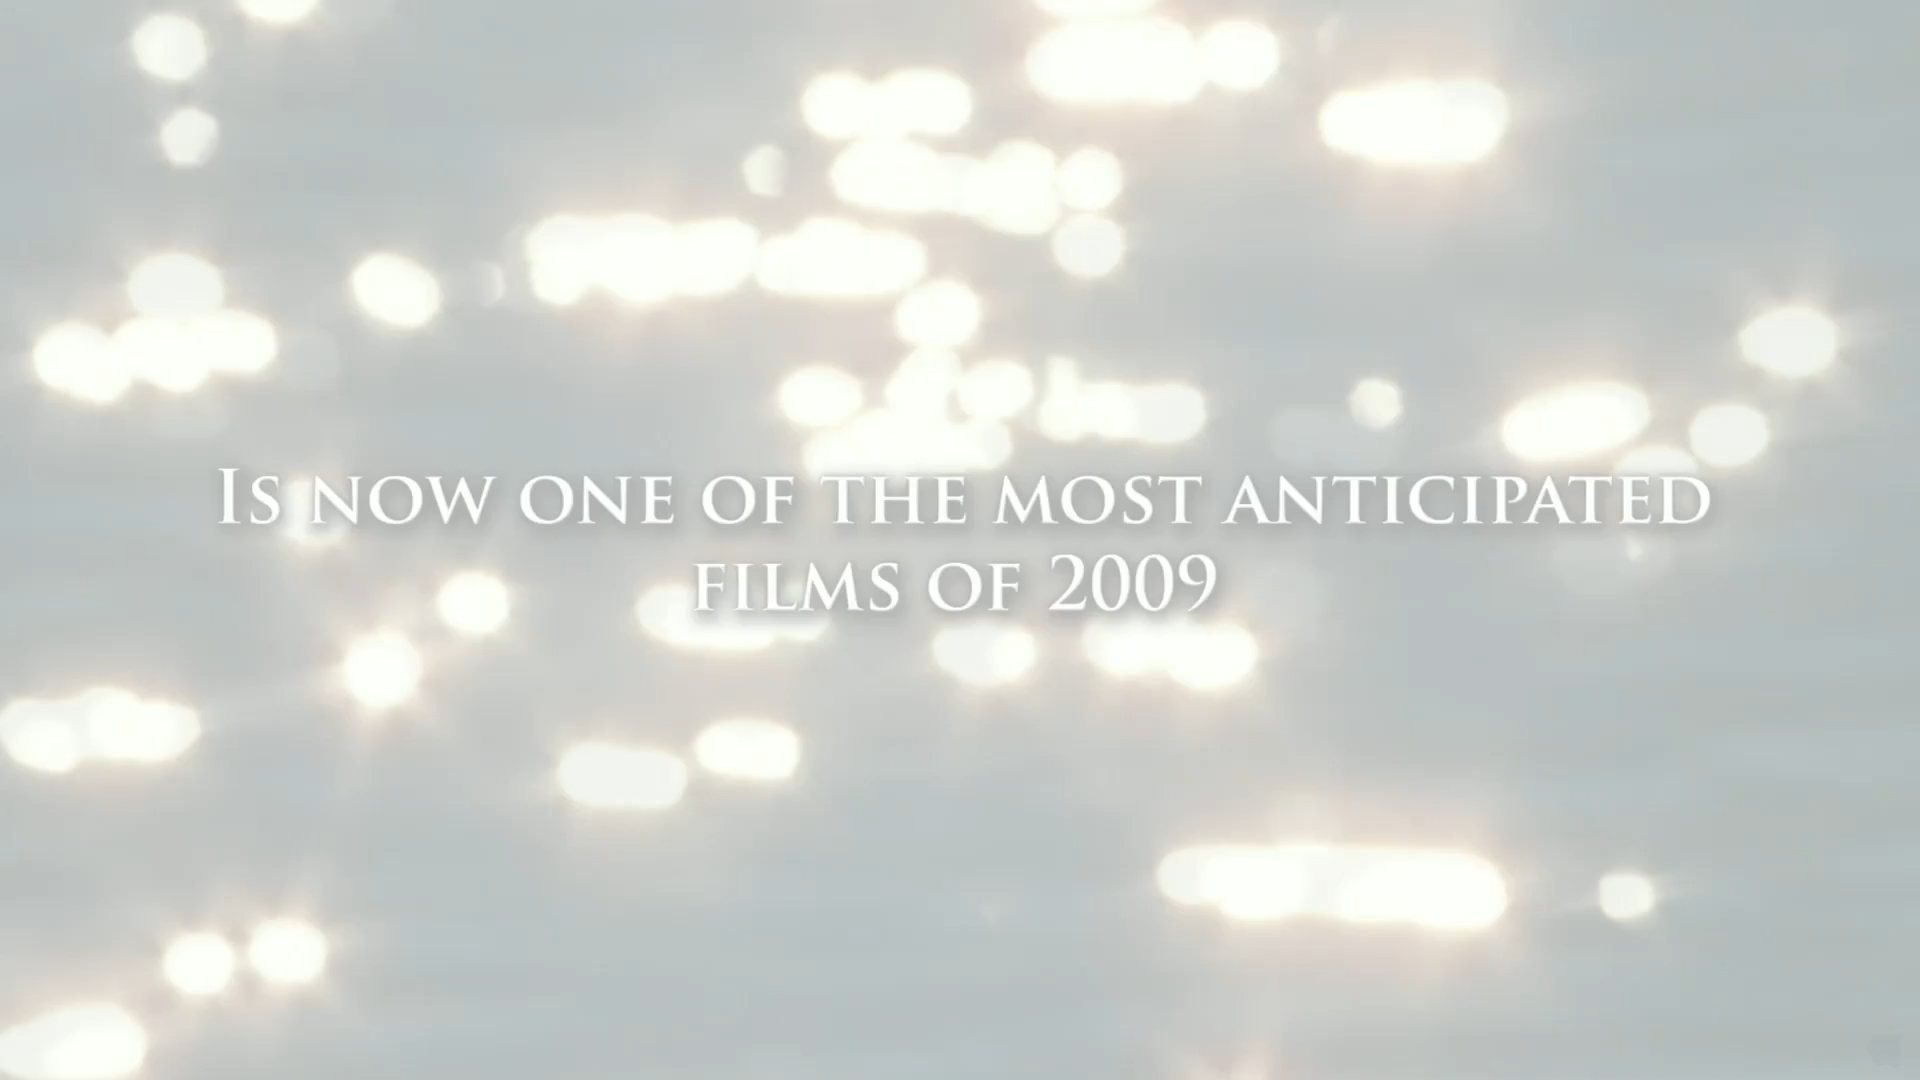 Is now one of the most anticipated
films of 2009